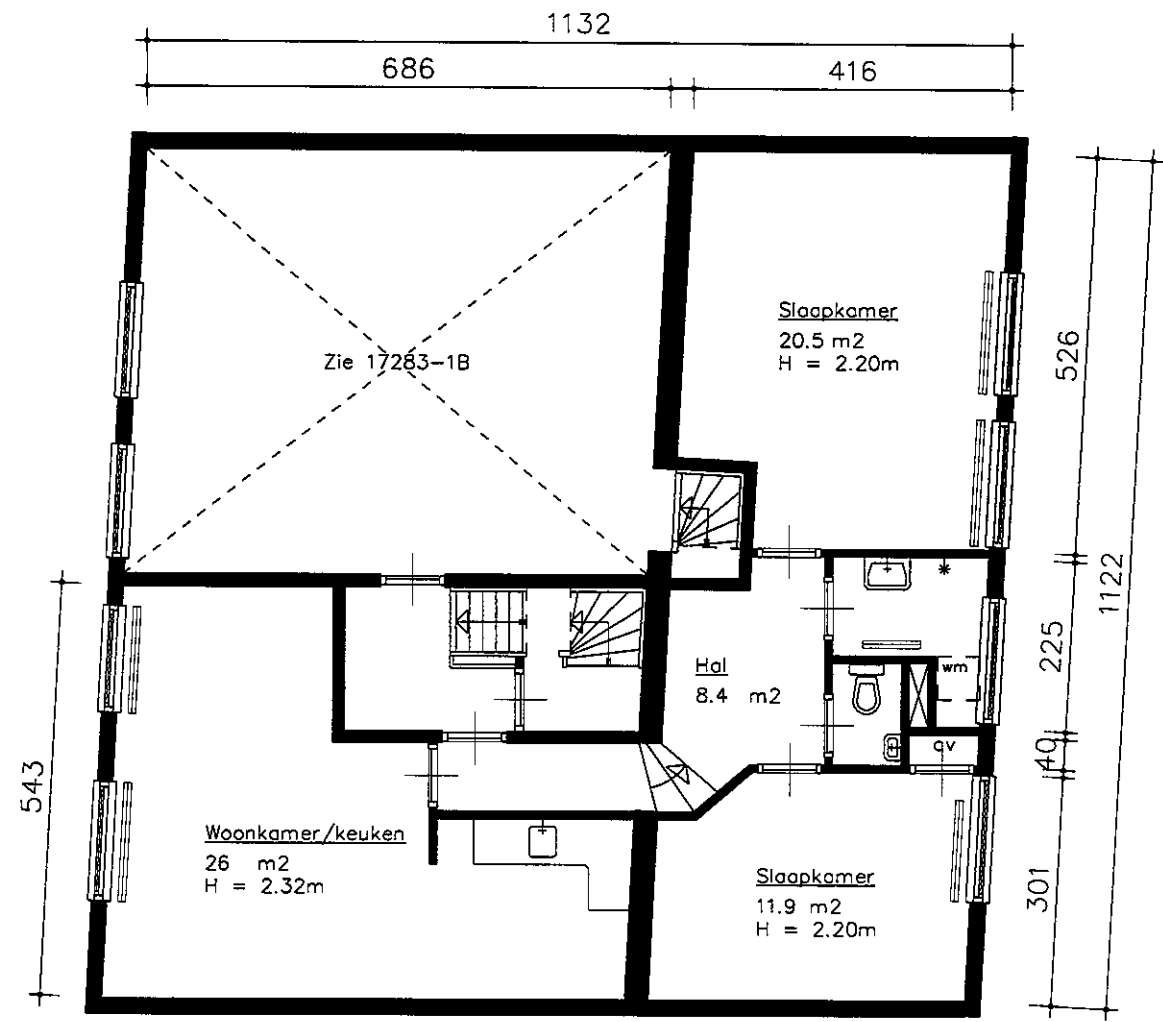 1132
686
416
Slaapkamer
20.5 m2
H = 2.20m
Zie 17283-1B
526
1122
225
wm
Hal
8.4 m2
cv
40
543
Woonkamer/keuken
26 m2
H = 2.32m
Slaapkamer
11.9 m2
H = 2.20m
301